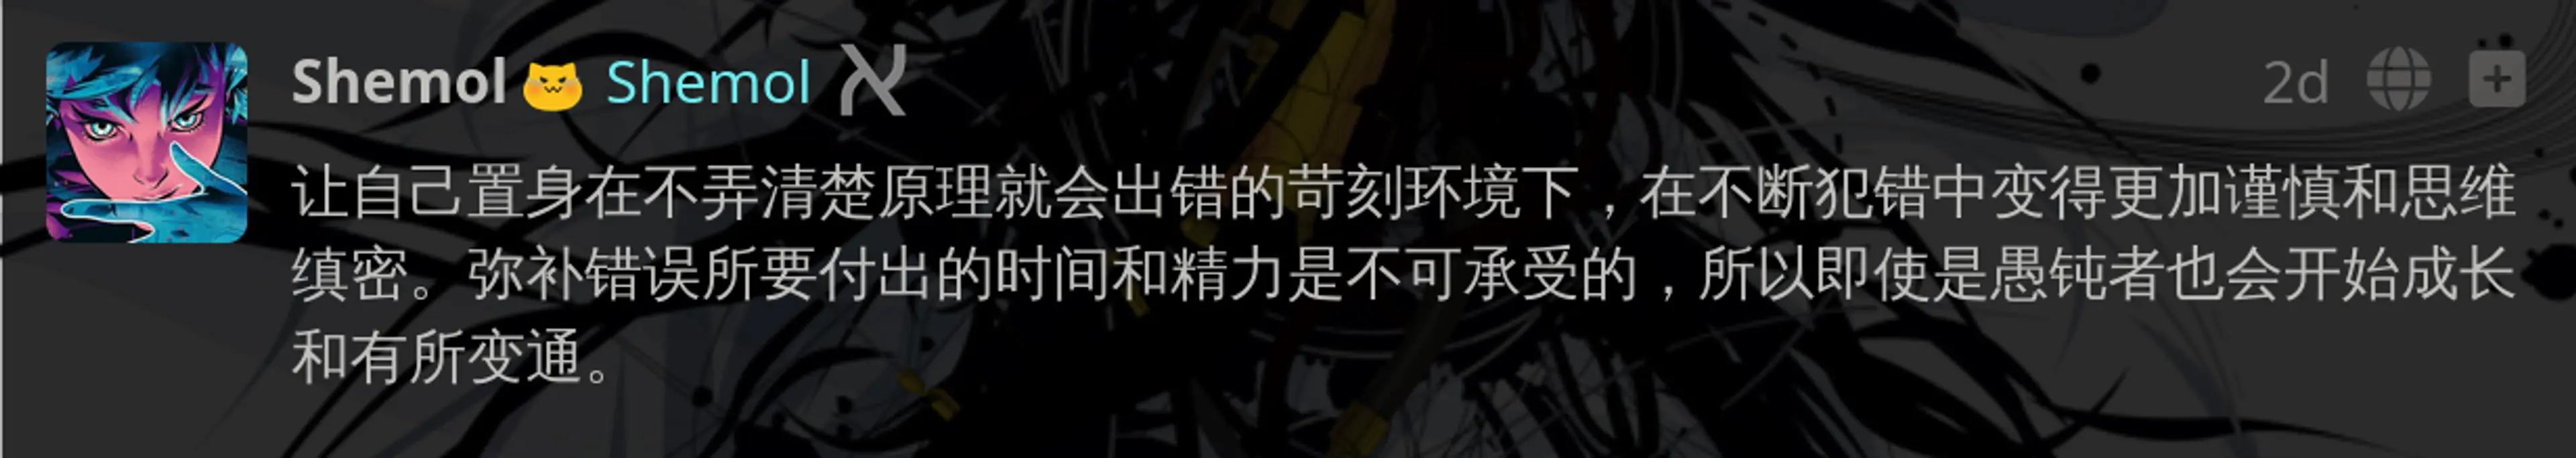 Shemol Shemol 2d
让自己置身在不弄清楚原理就会出错的苛刻环境下，在不断犯错中变得更加谨慎和思维
缜密。弥补错误所要付出的时间和精力是不可承受的，所以即使是愚钝者也会开始成长
和有所变通。